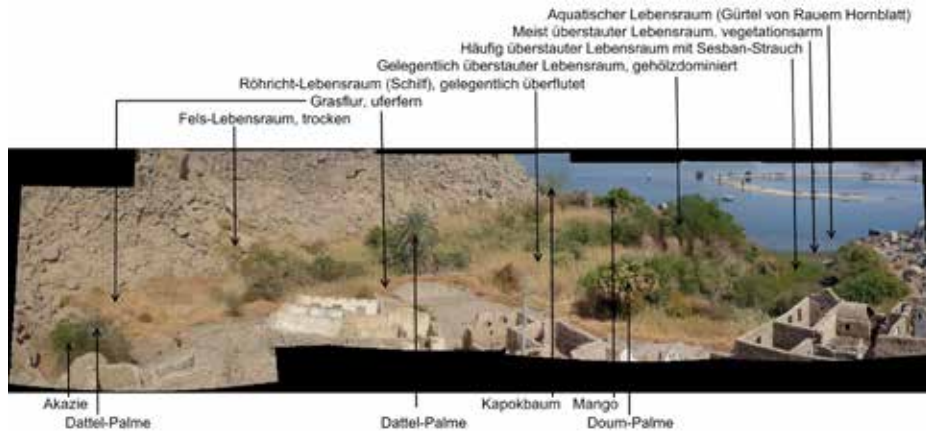 Aquatischer Lebensraum (Gürtel von Rauem Hornblatt)
Meist überstauter Lebensraum, vegetationsarm
Häufig überstauter Lebensraum mit Sesban-Strauch
Gelegentlich überstauter Lebensraum, gehölzdominiert
Röhricht-Lebensraum (Schilf), gelegentlich überflutet
Grasflur, uferfern
Fels-Lebensraum, trocken
Akazie
Kapokbaum
Mango
Dattel-Palme
Dattel-Palme
Doum-Palme